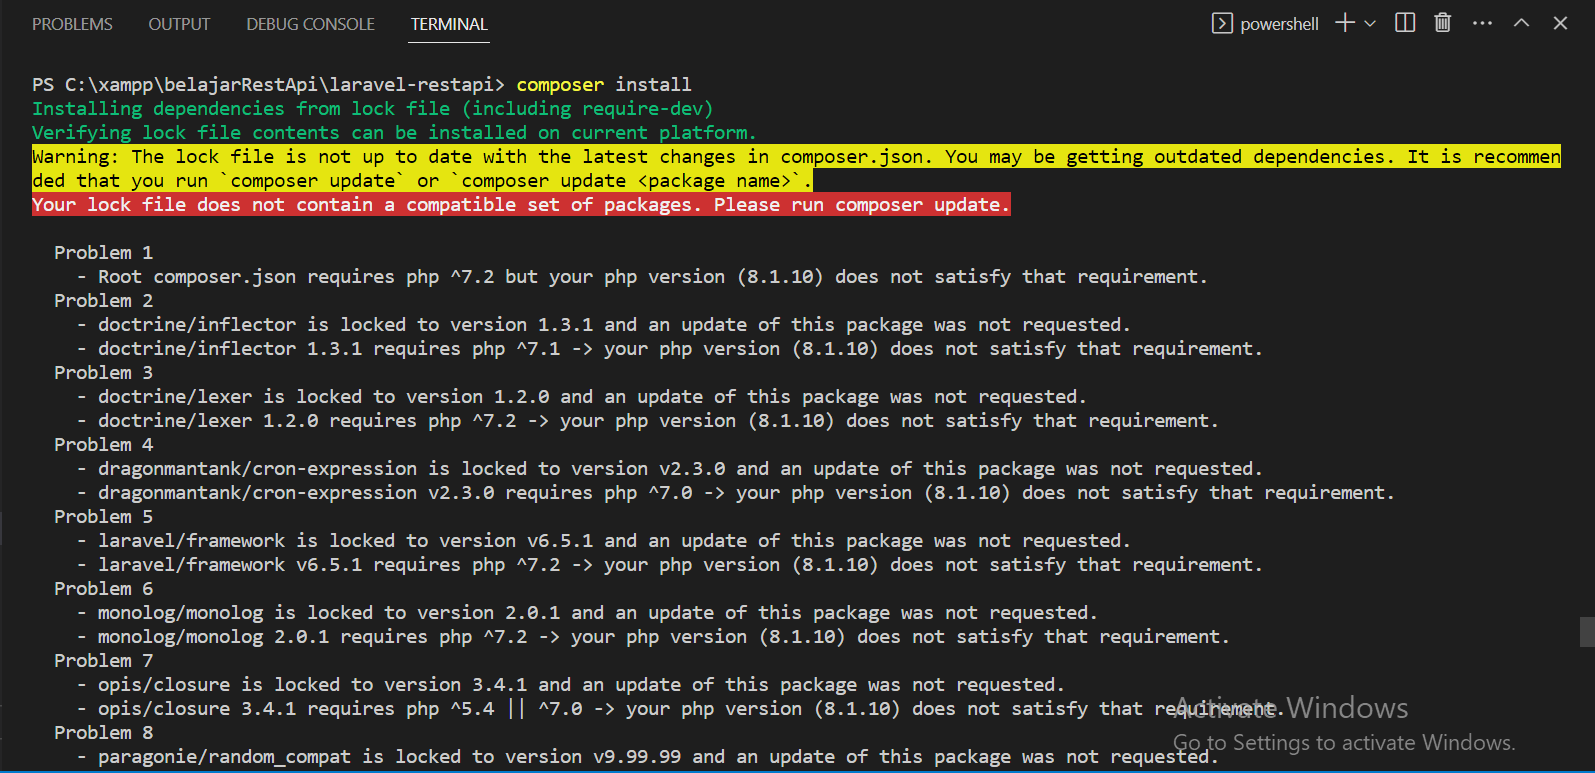 PROBLEMS OUTPUT DEBUG CONSOLE TERMINAL powershell
PS C:\xampp\belajarRestApi\laravel-restapi> composer install
Installing dependencies from lock file (including require-dev)
Verifying lock file contents can be installed on current platform.
Warning: The lock file is not up to date with the latest changes in composer.json. You may be getting outdated dependencies. It is recommen
ded that you run `composer update` or `composer update <package name>`.
Your lock file does not contain a compatible set of packages. Please run composer update.
Problem 1
- Root composer.json requires php ^7.2 but your php version (8.1.10) does not satisfy that requirement.
Problem 2
- doctrine/inflector is locked to version 1.3.1 and an update of this package was not requested.
- doctrine/inflector 1.3.1 requires php ^7.1 -> your php version (8.1.10) does not satisfy that requirement.
Problem 3
- doctrine/lexer is locked to version 1.2.0 and an update of this package was not requested.
- doctrine/lexer 1.2.0 requires php ^7.2 -> your php version (8.1.10) does not satisfy that requirement.
Problem 4
- dragonmantank/cron-expression is locked to version v2.3.0 and an update of this package was not requested.
- dragonmantank/cron-expression v2.3.0 requires php ^7.0 -> your php version (8.1.10) does not satisfy that requirement.
Problem 5
- laravel/framework is locked to version v6.5.1 and an update of this package was not requested.
- laravel/framework v6.5.1 requires php ^7.2 -> your php version (8.1.10) does not satisfy that requirement.
Problem 6
- monolog/monolog is locked to version 2.0.1 and an update of this package was not requested.
- monolog/monolog 2.0.1 requires php ^7.2 -> your php version (8.1.10) does not satisfy that requirement.
Problem 7
- opis/closure is locked to version 3.4.1 and an update of this package was not requested.
- opis/closure 3.4.1 requires php ^5.4 || ^7.0 -> your php version (8.1.10) does not satisfy that requirement.
Problem 8
- paragonie/random_compat is locked to version v9.99.99 and an update of this package was not requested.
Activate Windows
Go to Settings to activate Windows.